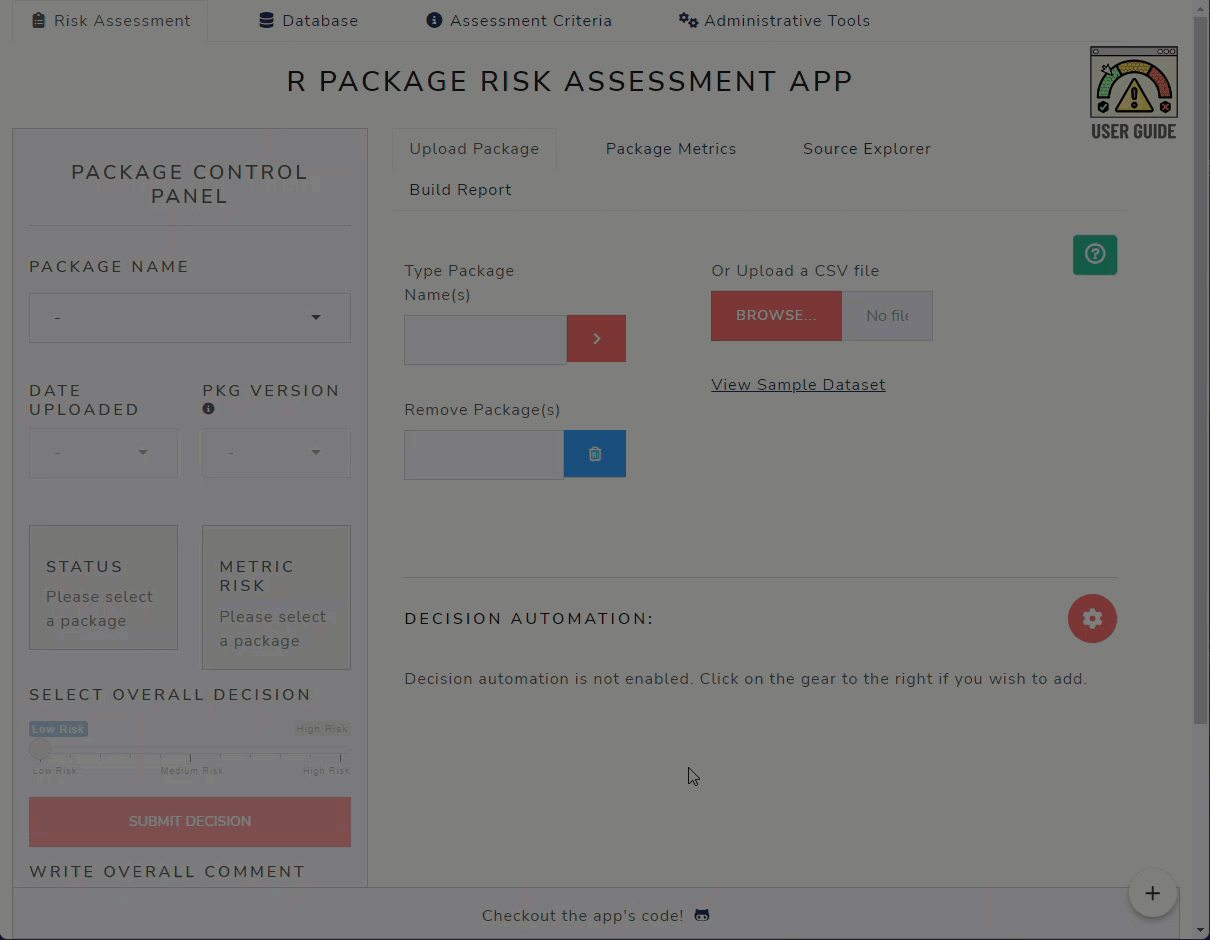 Risk Assessment
Database
Assessment Criteria
Administrative Tools
R PACKAGE RISK ASSESSMENT APP
USER GUIDE
PACKAGE CONTROL
PANEL
PACKAGE NAME
-
DATE
UPLOADED
PKG VERSION
-
-
STATUS
Please select
a package
METRIC
RISK
Please select
a package
SELECT OVERALL DECISION
Low Risk
High Risk
Low Risk
Medium Risk
High Risk
SUBMIT DECISION
WRITE OVERALL COMMENT
Upload Package
Package Metrics
Source Explorer
Build Report
Type Package
Name(s)
Or Upload a CSV file
BROWSE...
No file
View Sample Dataset
Remove Package(s)
DECISION AUTOMATION:
Decision automation is not enabled. Click on the gear to the right if you wish to add.
Checkout the app's code!